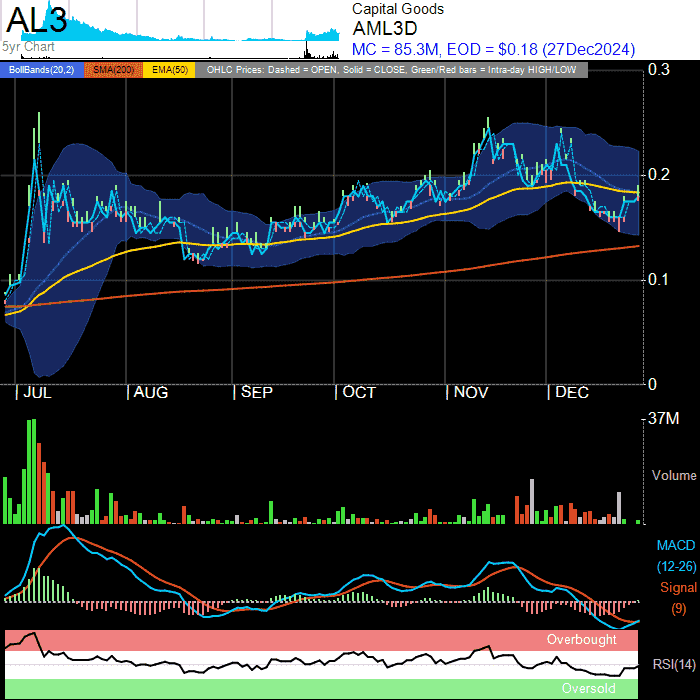 AL3
5yr Chart
Capital Goods
AML3D
MC = 85.3M, EOD = $0.18 (27Dec2024)
BollBands(20,2) SMA(200) EMA(50) OHLC Prices: Dashed = OPEN, Solid = CLOSE, Green/Red bars = Intra-day HIGH/LOW
0.3
0.2
0.1
0
JUL AUG SEP OCT NOV DEC
37M
Volume
MACD
(12-26)
Signal
(9)
Overbought
RSI(14)
Oversold